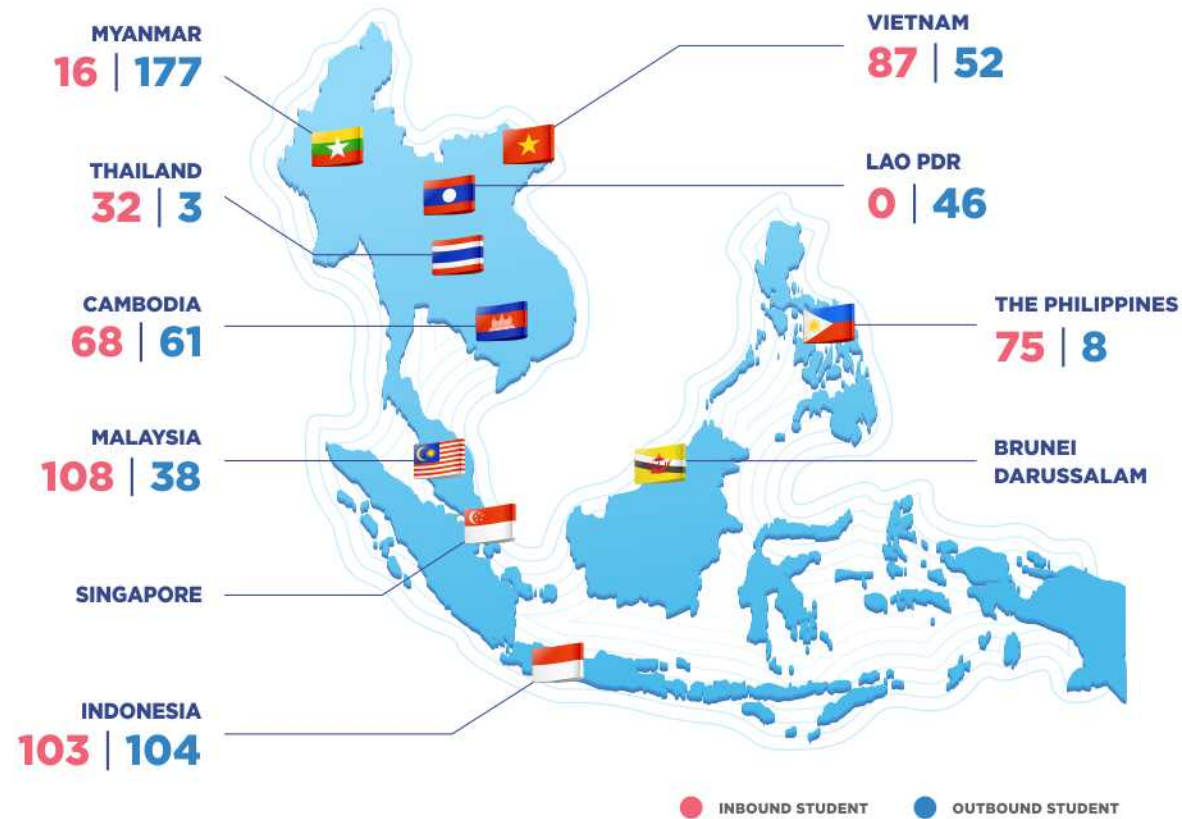 MYANMAR
16 | 177
THAILAND
32 | 3
CAMBODIA
68 | 61
MALAYSIA
108 | 38
SINGAPORE
INDONESIA
103 | 104
VIETNAM
87 | 52
LAO PDR
0 | 46
THE PHILIPPINES
75 | 8
BRUNEI
DARUSSALAM
INBOUND STUDENT
OUTBOUND STUDENT